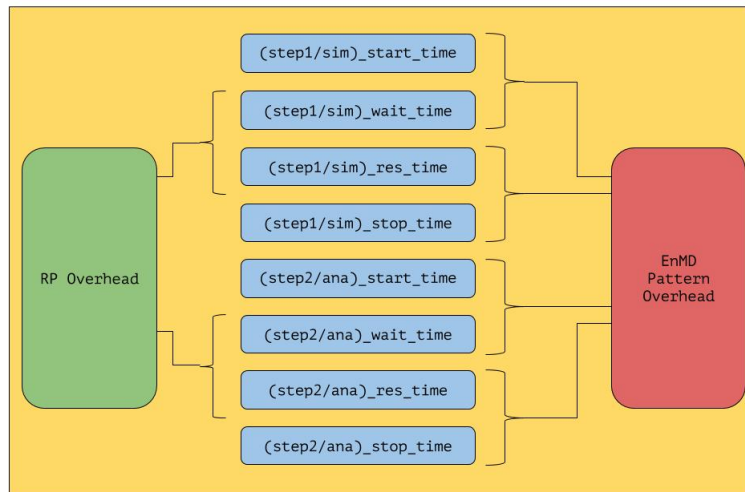 (step1/sim)_start_time
(step1/sim)_wait_time
(step1/sim)_res_time
(step1/sim)_stop_time
RP Overhead
(step2/ana)_start_time
(step2/ana)_wait_time
(step2/ana)_res_time
(step2/ana)_stop_time
EnMD
Pattern
Overhead